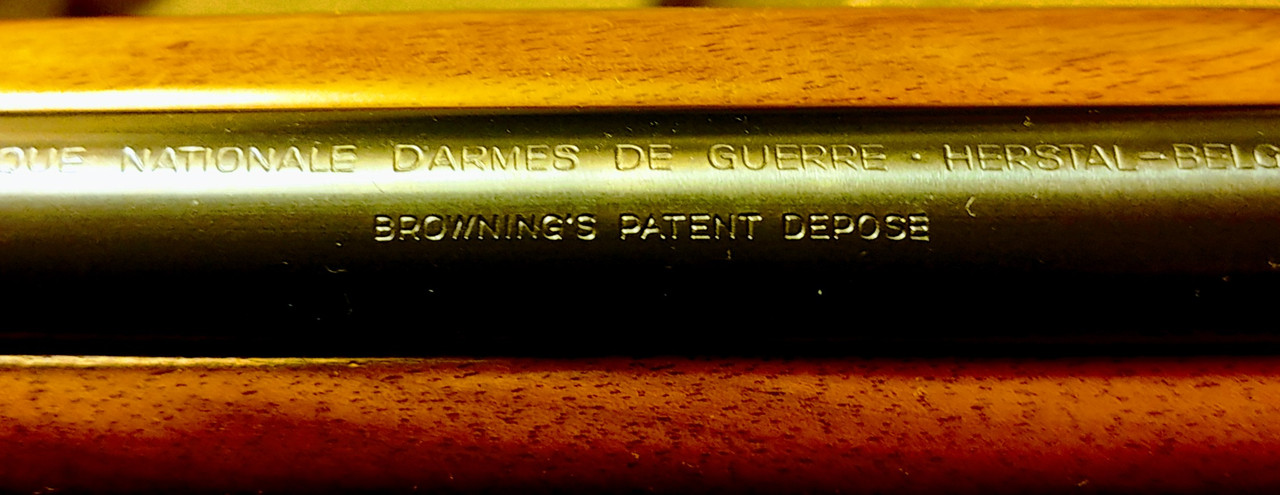 QUE NATIONALE D'ARMES DE GUERRE · HERSTAL-BELG
BROWNING'S PATENT DEPOSE